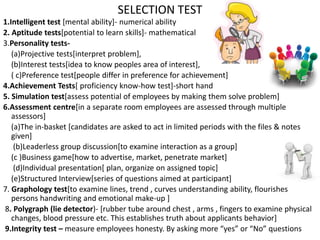 SELECTION TEST
1.Intelligent test [mental ability]- numerical ability
2. Aptitude tests[potential to learn skills]- mathematical
3.Personality tests-
(a)Projective tests[interpret problem],
(b)Interest tests[idea to know peoples area of interest],
( c)Preference test[people differ in preference for achievement]
4.Achievement Tests[ proficiency know-how test]-short hand
5. Simulation test[assess potential of employees by making them solve problem]
6.Assessment centre[in a separate room employees are assessed through multiple
assessors]
(a)The in-basket [candidates are asked to act in limited periods with the files & notes
given]
(b)Leaderless group discussion[to examine interaction as a group]
(c )Business game[how to advertise, market, penetrate market]
(d)Individual presentation[ plan, organize on assigned topic]
(e)Structured Interview[series of questions aimed at participant]
7. Graphology test[to examine lines, trend , curves understands ability, flourishes
persons handwriting and emotional make-up ]
8. Polygraph (lie detector)- [rubber tube around chest , arms , fingers to examine physical
changes, blood pressure etc. This establishes truth about applicants behavior]
9.Integrity test – measure employees honesty. By asking more “yes” or “No” questions